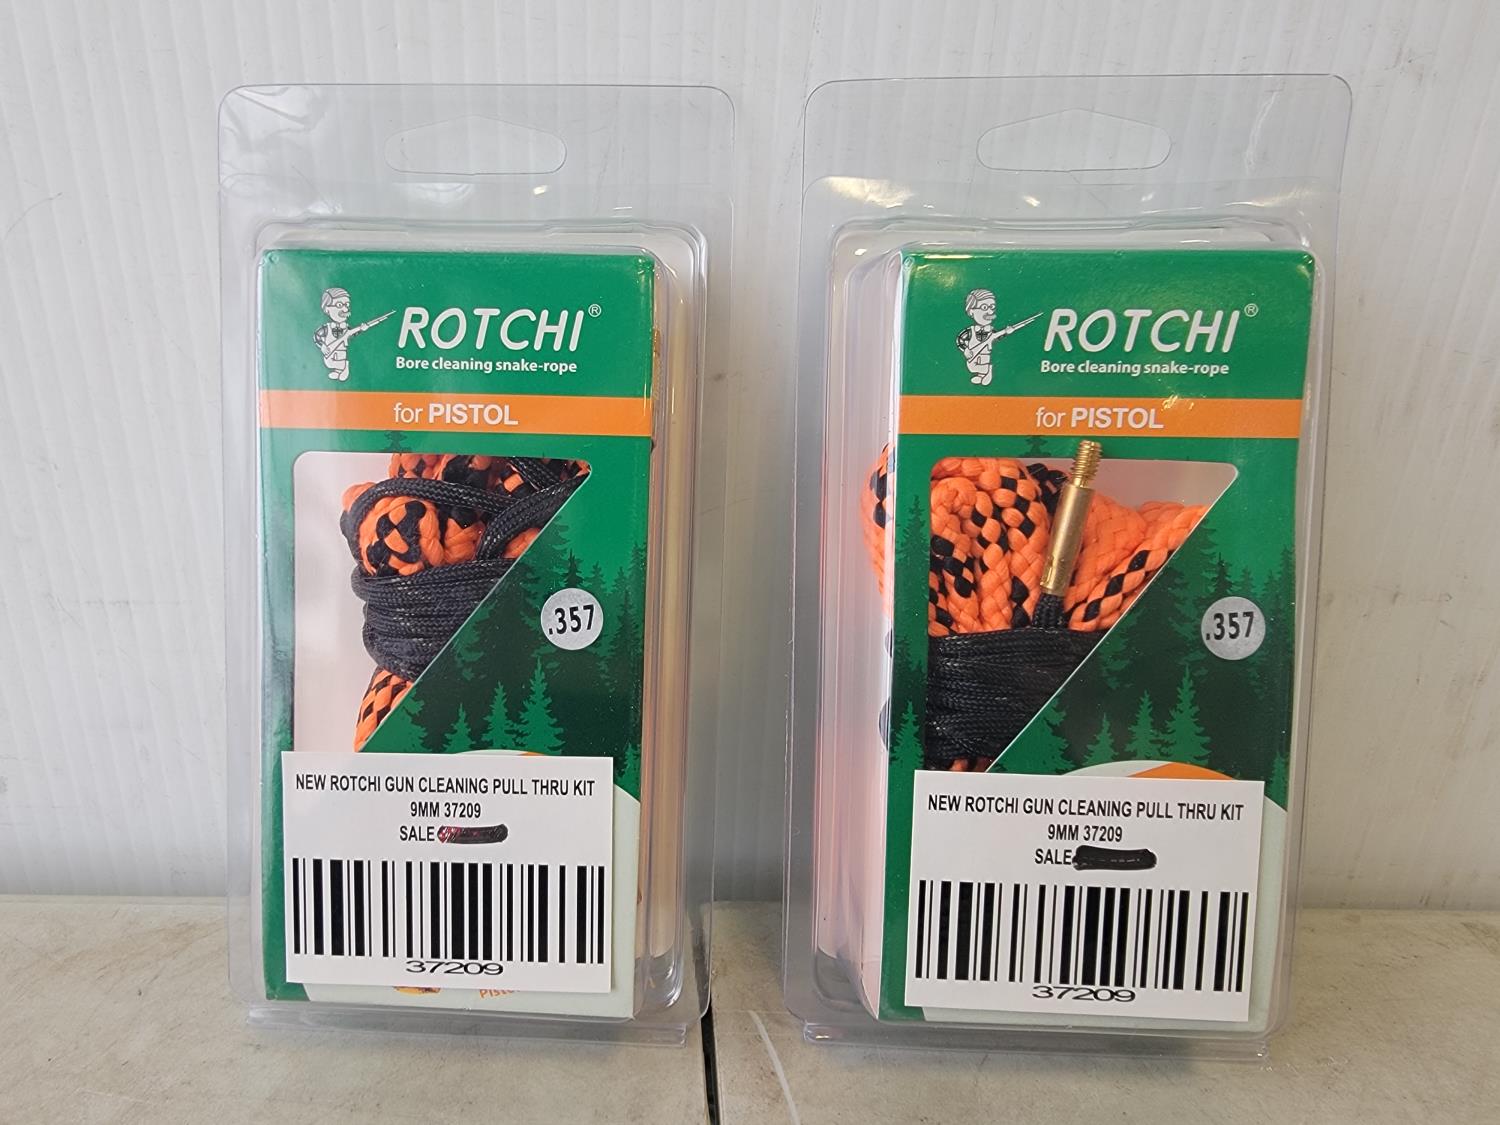 ROTCHI®
Bore cleaning snake-rope
for PISTOL
.357
NEW ROTCHI GUN CLEANING PULL THRU KIT
9MM 37209
SALE
37209
ROTCHI®
Bore cleaning snake-rope
for PISTOL
.357
NEW ROTCHI GUN CLEANING PULL THRU KIT
9MM 37209
SALE
37209